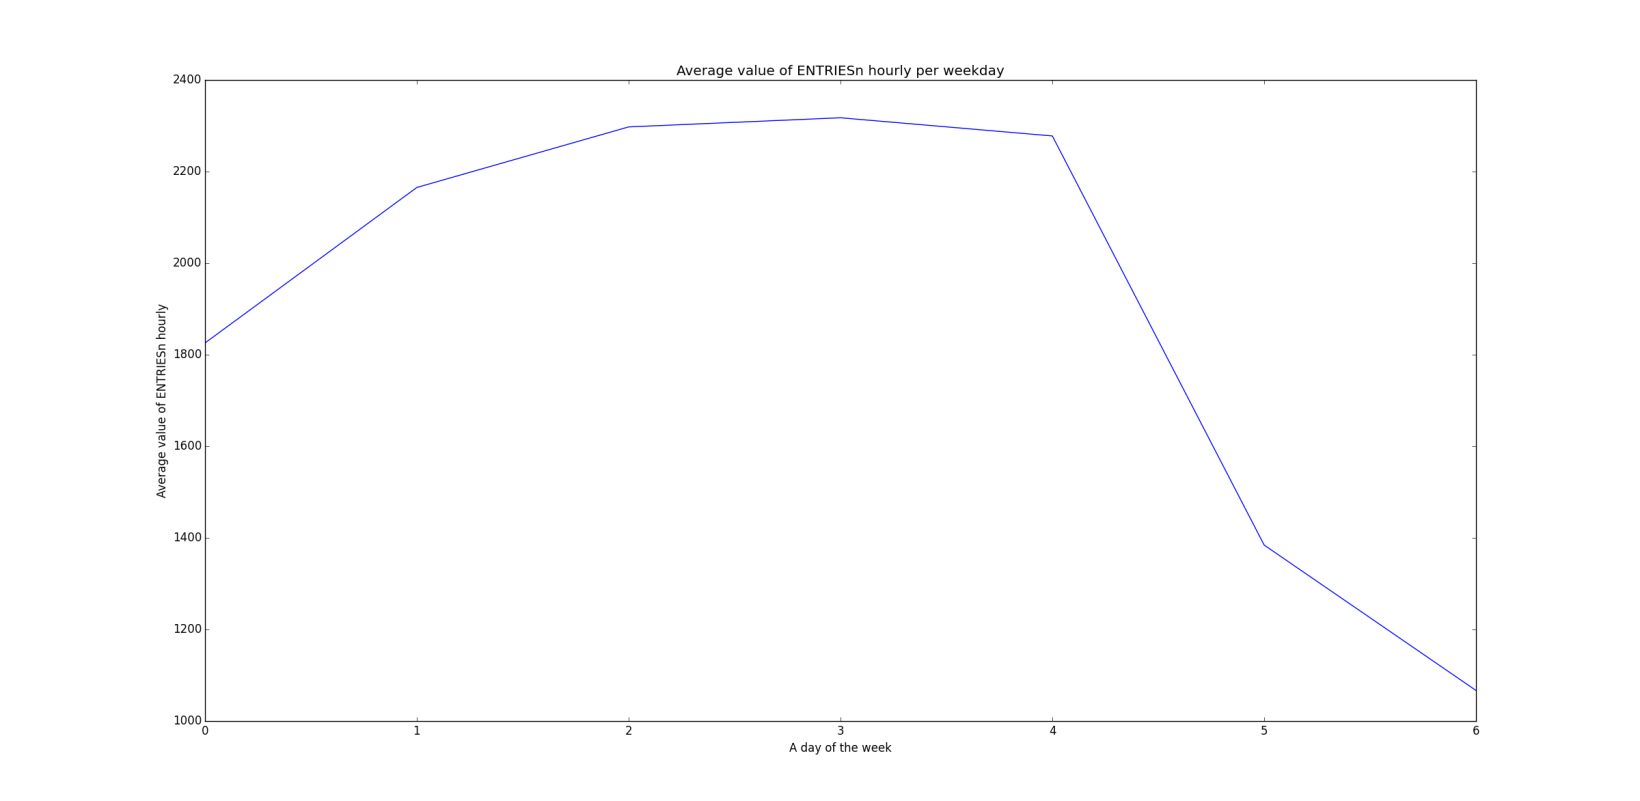 Average value of ENTRIESn hourly per weekday
2400
2200
2000
1800
1600
1400
1200
1000
Average value of ENTRIESn hourly
0 1 2 3 4 5 6
A day of the week